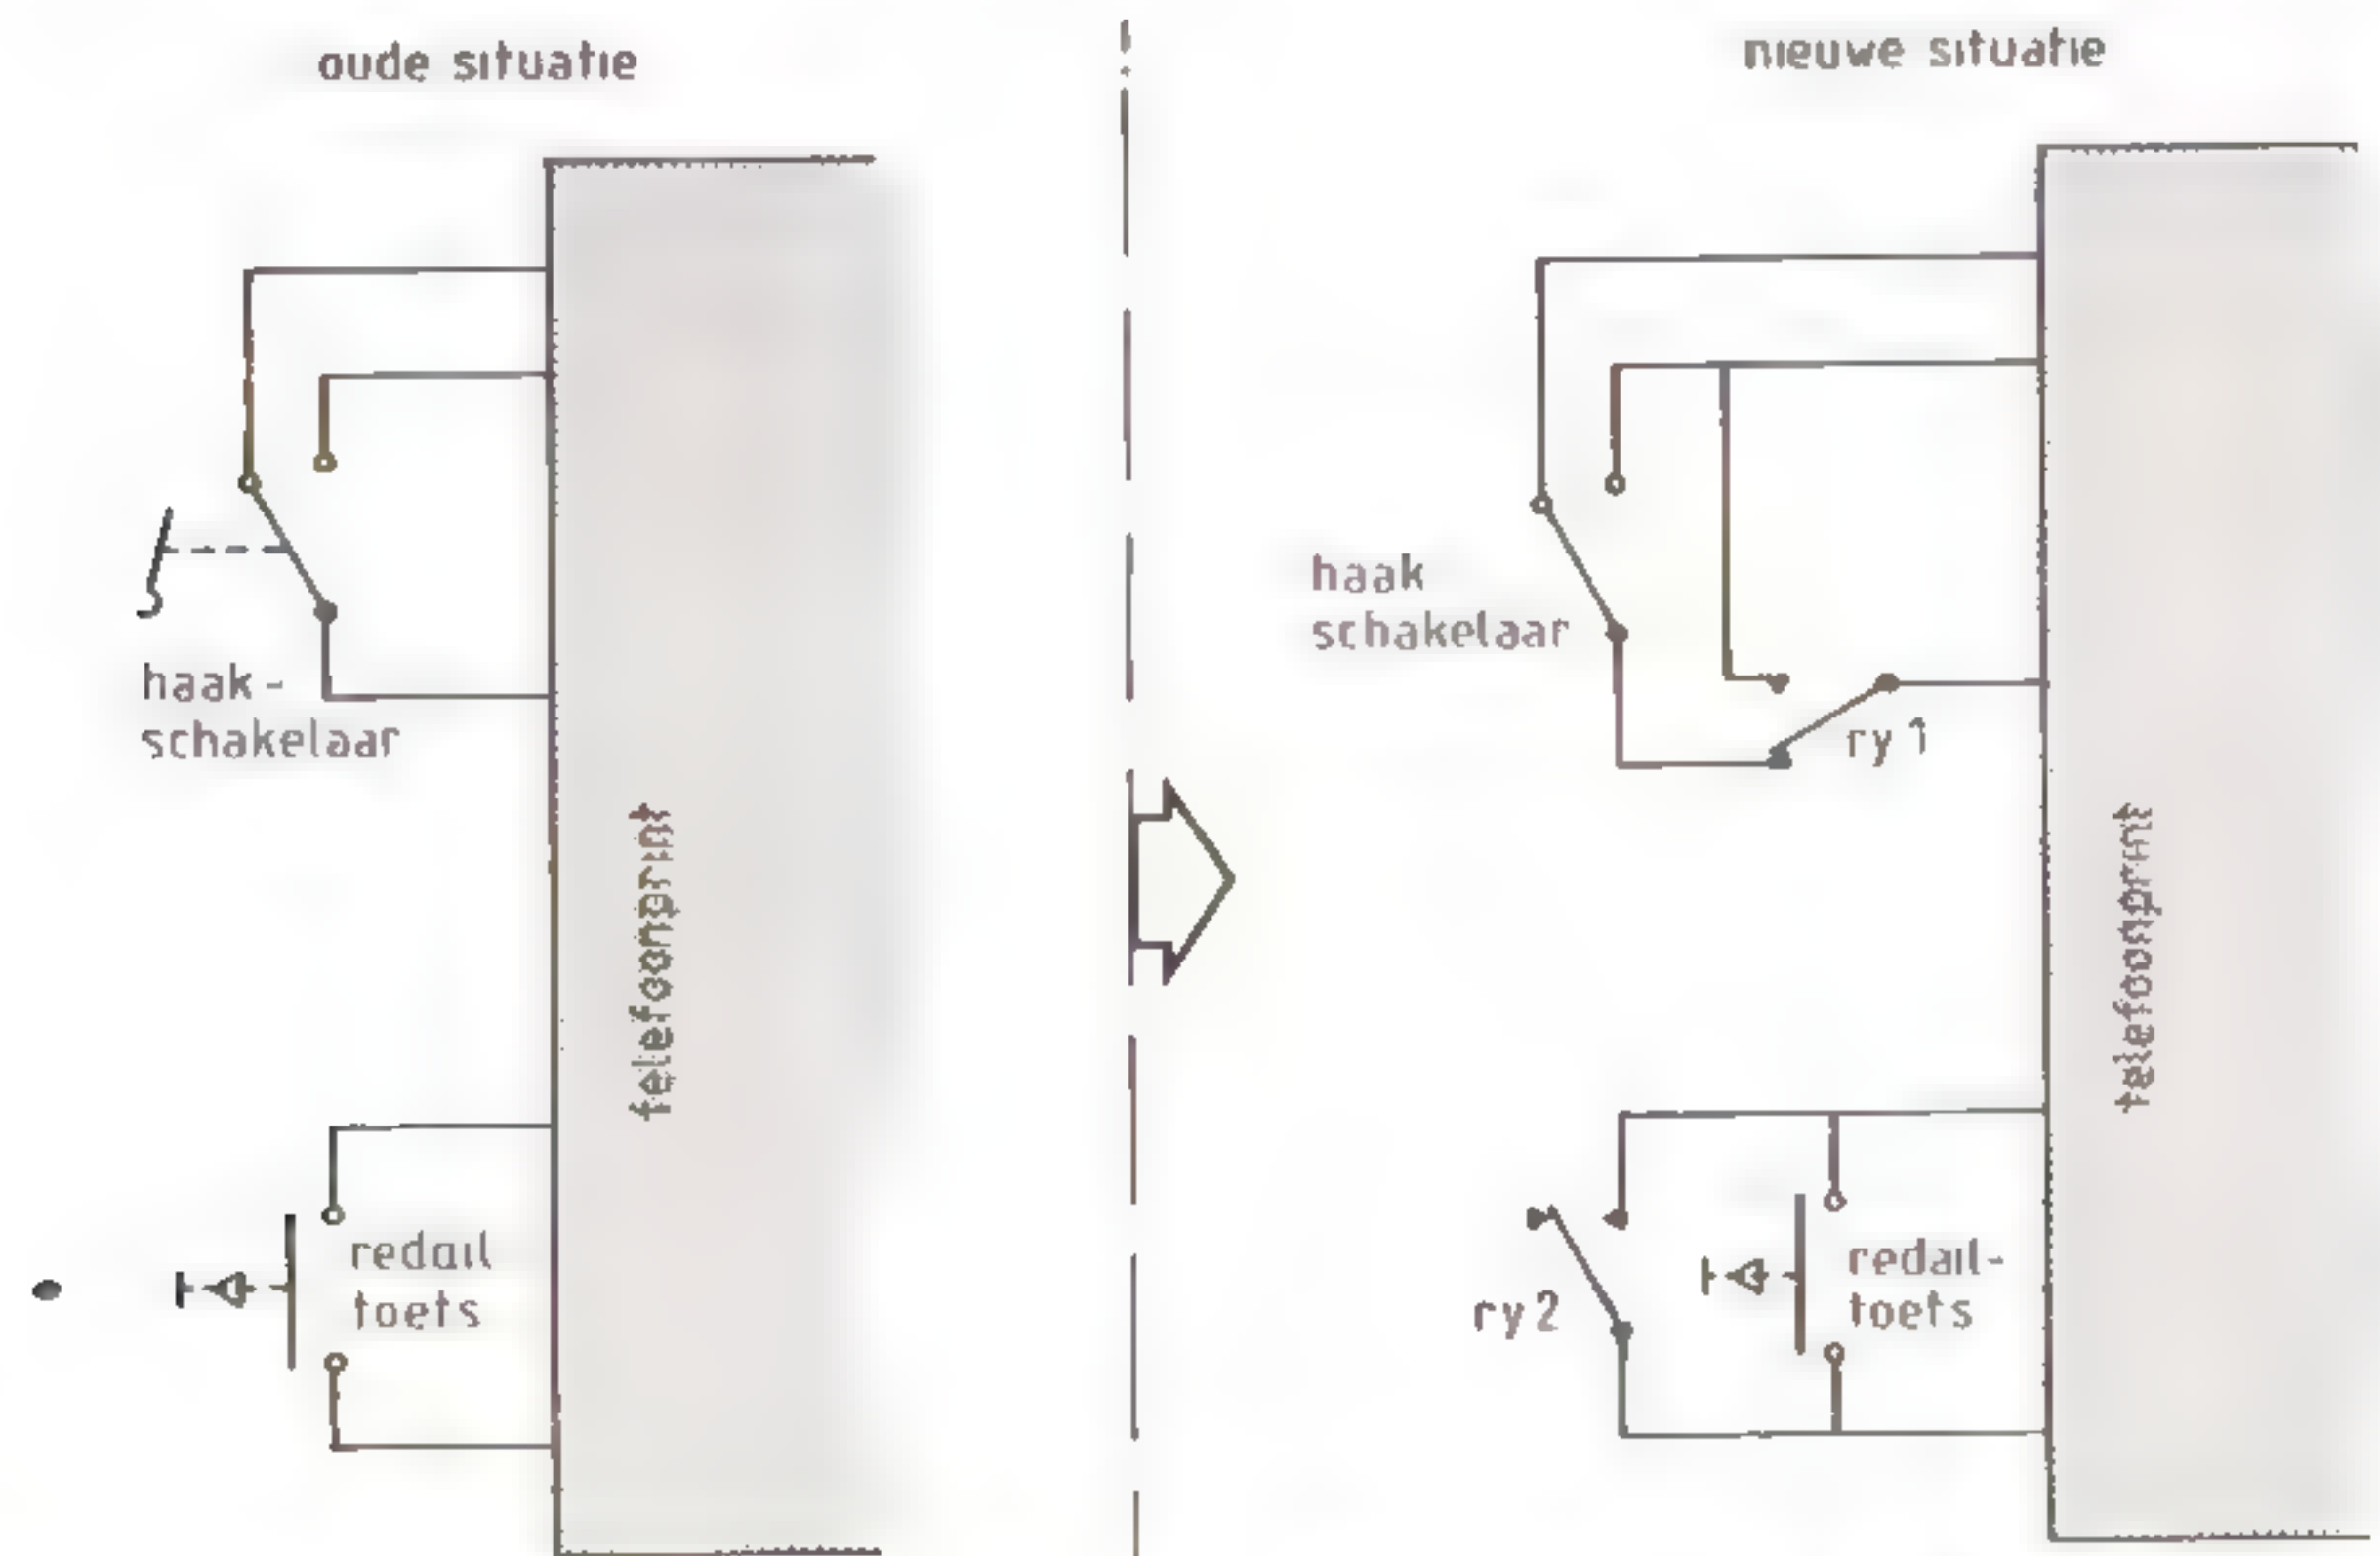 oude situatie
haak-
schakelaar
telefoonprint
redail
toets
nieuwe situatie
haak
schakelaar
ry 1
telefoonprint
ry 2
redail-
toets